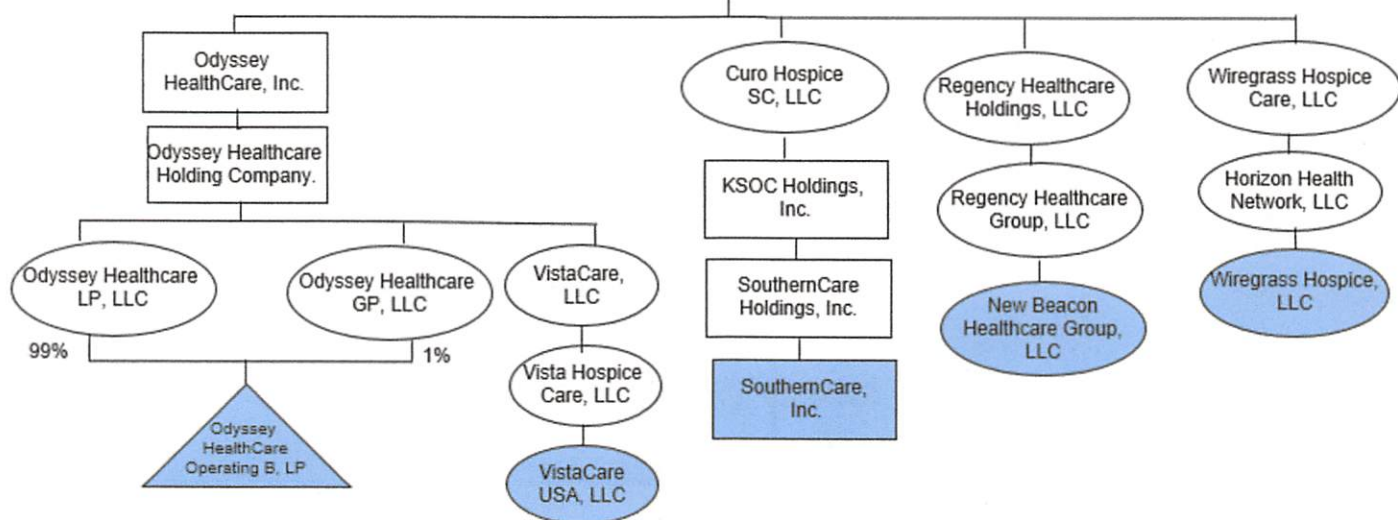 Odyssey
HealthCare, Inc.
Curo Hospice
SC, LLC
Regency Healthcare
Holdings, LLC
Wiregrass Hospice
Care, LLC
Odyssey Healthcare
Holding Company.
KSOC Holdings,
Inc.
Regency Healthcare
Group, LLC
Horizon Health
Network, LLC
Odyssey Healthcare
LP, LLC
Odyssey Healthcare
GP, LLC
VistaCare,
LLC
SouthernCare
Holdings, Inc.
New Beacon
Healthcare Group,
LLC
Wiregrass Hospice,
LLC
99%
1%
Vista Hospice
Care, LLC
SouthernCare,
Inc.
Odyssey
HealthCare
Operating B, LP
VistaCare
USA, LLC